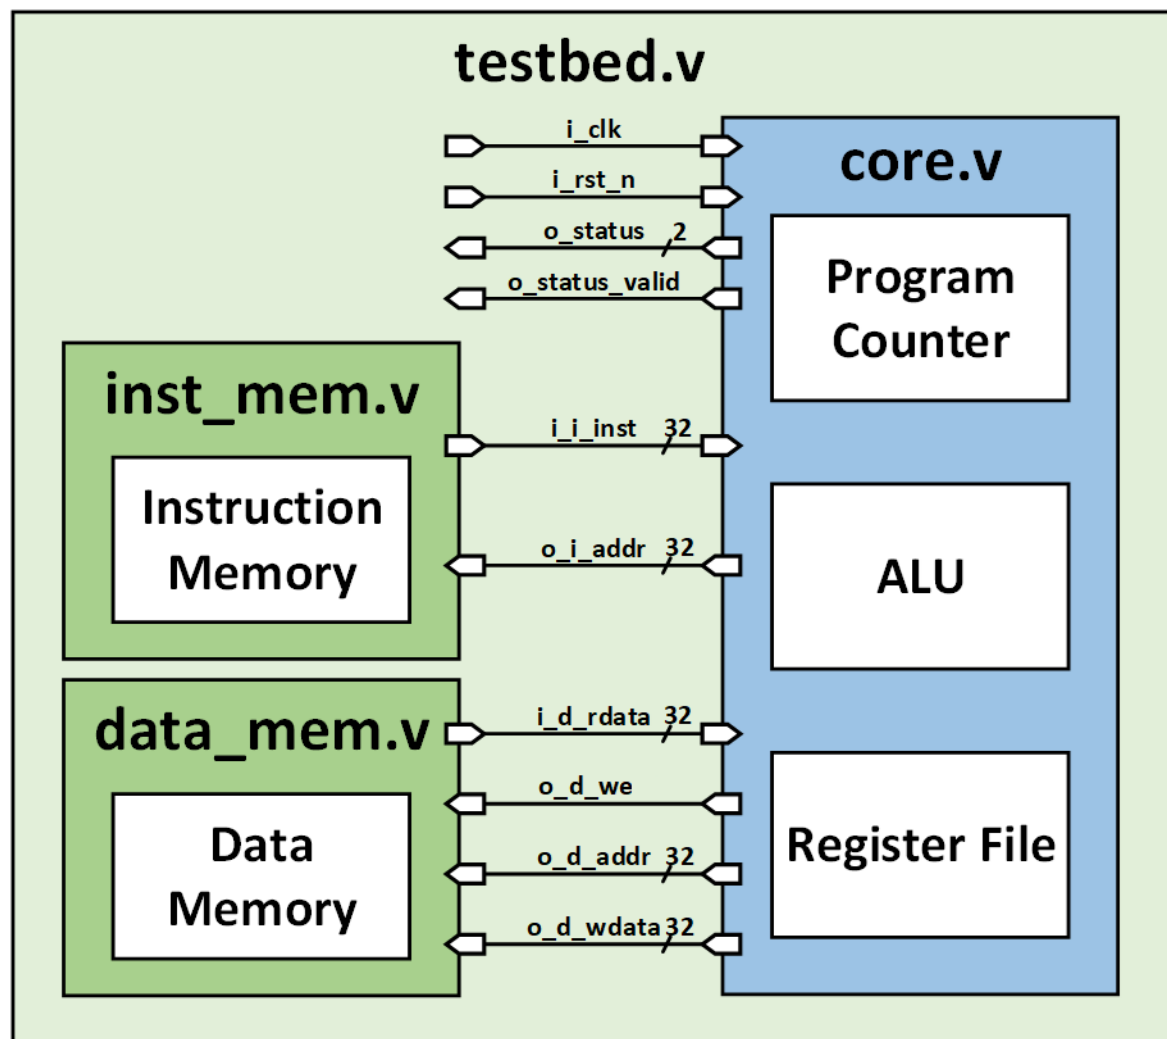 testbed.v
i_clk
i_rst_n
o_status 2
o_status_valid
core.v
Program
Counter
inst_mem.v
Instruction
Memory
i_i_inst 32
o_i_addr 32
ALU
data_mem.v
Data
Memory
i_d_rdata 32
o_d_we
o_d_addr 32
o_d_wdata 32
Register File